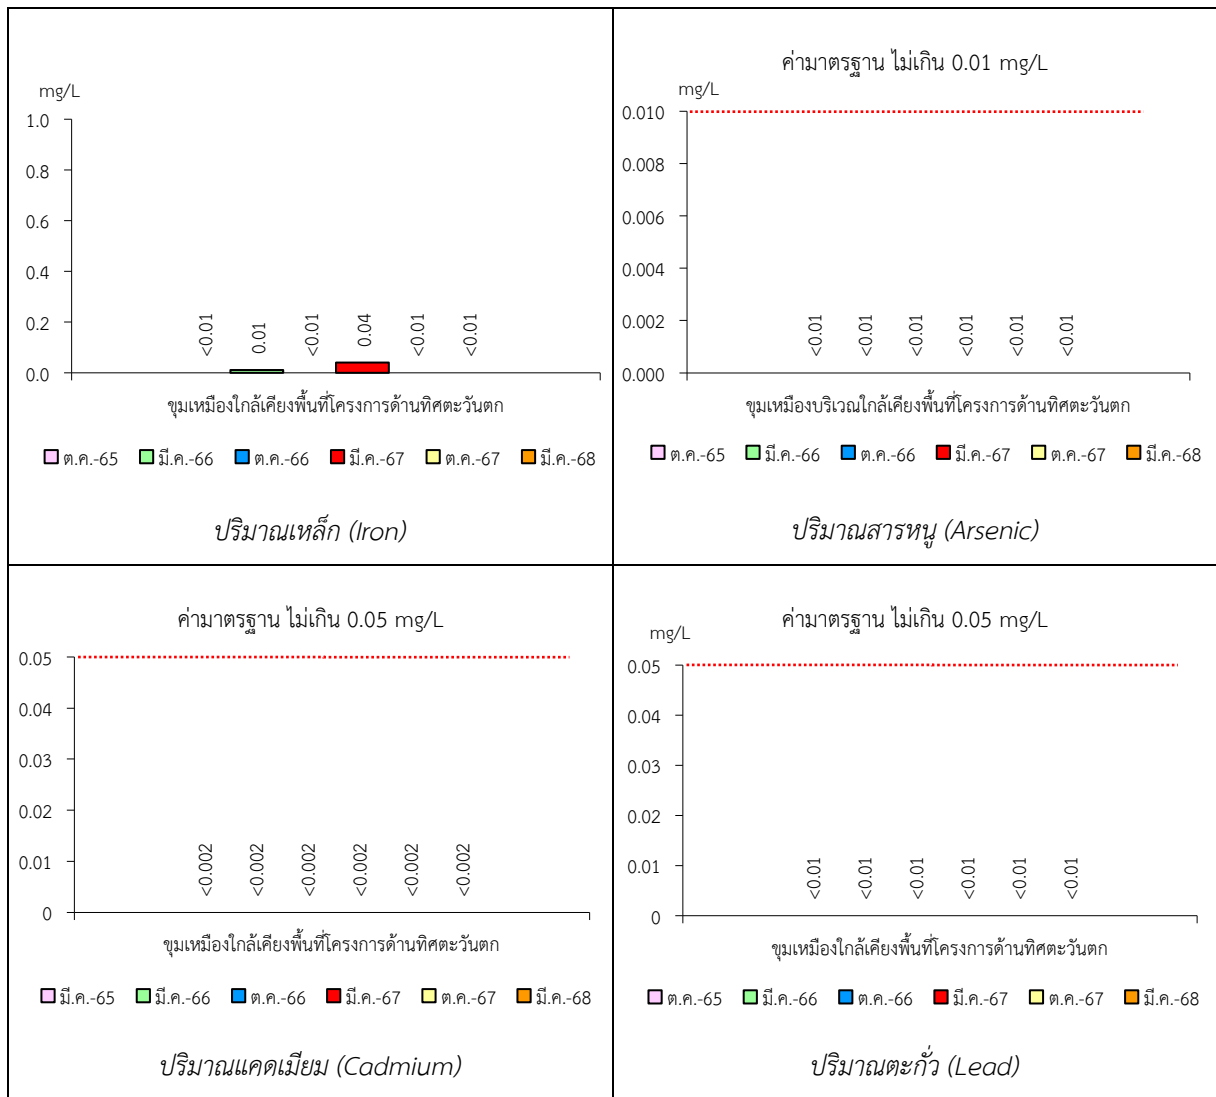 mg/L
1.0
0.8
0.6
0.4
0.2
0.0
<0.01 0.01 <0.01 0.04 <0.01 <0.01
ขุมเหมืองใกล้เคียงพื้นที่โครงการด้านทิศตะวันตก
ต.ค.-65 มี.ค.-66 ต.ค.-66 มี.ค.-67 ต.ค.-67 มี.ค.-68
ปริมาณเหล็ก (Iron)
ค่ามาตรฐาน ไม่เกิน 0.01 mg/L
mg/L
0.010
0.008
0.006
0.004
0.002
0.000
<0.01 <0.01 <0.01 <0.01 <0.01 <0.01
ขุมเหมืองบริเวณใกล้เคียงพื้นที่โครงการด้านทิศตะวันตก
ต.ค.-65 มี.ค.-66 ต.ค.-66 มี.ค.-67 ต.ค.-67 มี.ค.-68
ปริมาณสารหนู (Arsenic)
ค่ามาตรฐาน ไม่เกิน 0.05 mg/L
0.05
0.04
0.03
0.02
0.01
0
<0.002 <0.002 <0.002 <0.002 <0.002 <0.002
ขุมเหมืองใกล้เคียงพื้นที่โครงการด้านทิศตะวันตก
มี.ค.-65 มี.ค.-66 ต.ค.-66 มี.ค.-67 ต.ค.-67 มี.ค.-68
ปริมาณแคดเมียม (Cadmium)
ค่ามาตรฐาน ไม่เกิน 0.05 mg/L
mg/L
0.05
0.04
0.03
0.02
0.01
0
<0.01 <0.01 <0.01 <0.01 <0.01 <0.01
ขุมเหมืองใกล้เคียงพื้นที่โครงการด้านทิศตะวันตก
ต.ค.-65 มี.ค.-66 ต.ค.-66 มี.ค.-67 ต.ค.-67 มี.ค.-68
ปริมาณตะกั่ว (Lead)